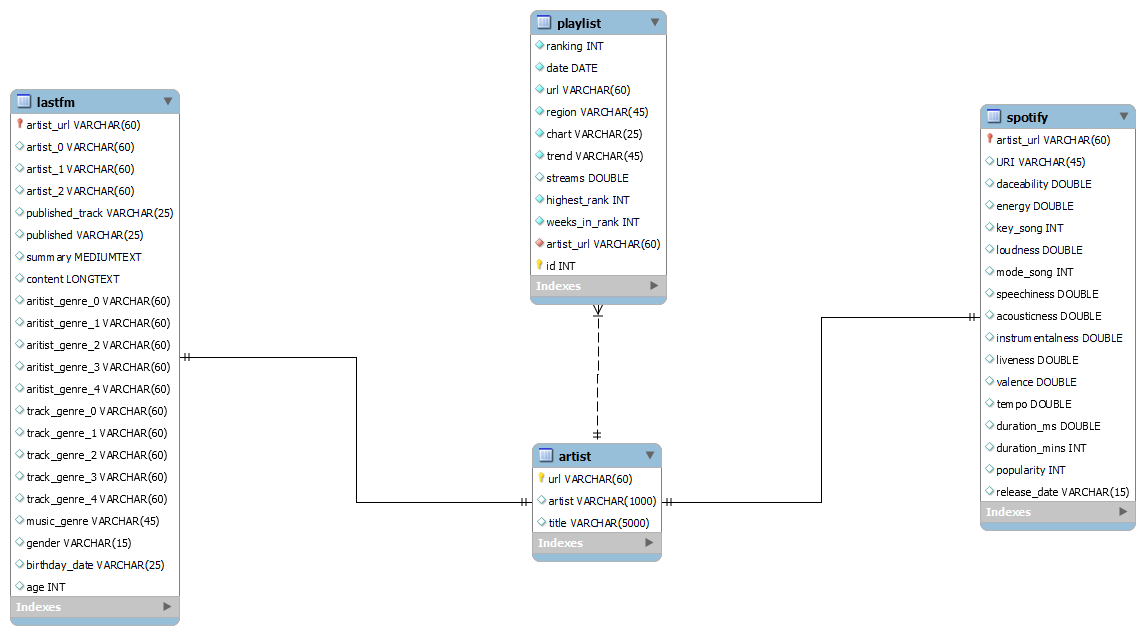 playlist
ranking INT
date DATE
url VARCHAR(60)
region VARCHAR(45)
chart VARCHAR(25)
trend VARCHAR(45)
streams DOUBLE
highest_rank INT
weeks_in_rank INT
artist_url VARCHAR(60)
id INT
Indexes
lastfm
artist_url VARCHAR(60)
artist_0 VARCHAR(60)
artist_1 VARCHAR(60)
artist_2 VARCHAR(60)
published_track VARCHAR(25)
published VARCHAR(25)
summary MEDIUMTEXT
content LONGTEXT
aritist_genre_0 VARCHAR(60)
aritist_genre_1 VARCHAR(60)
aritist_genre_2 VARCHAR(60)
aritist_genre_3 VARCHAR(60)
aritist_genre_4 VARCHAR(60)
track_genre_0 VARCHAR(60)
track_genre_1 VARCHAR(60)
track_genre_2 VARCHAR(60)
track_genre_3 VARCHAR(60)
track_genre_4 VARCHAR(60)
music_genre VARCHAR(45)
gender VARCHAR(15)
birthday_date VARCHAR(25)
age INT
Indexes
artist
url VARCHAR(60)
artist VARCHAR(1000)
title VARCHAR(5000)
Indexes
spotify
artist_url VARCHAR(60)
URI VARCHAR(45)
daceability DOUBLE
energy DOUBLE
key_song INT
loudness DOUBLE
mode_song INT
speechiness DOUBLE
acousticness DOUBLE
instrumentalness DOUBLE
liveness DOUBLE
valence DOUBLE
tempo DOUBLE
duration_ms DOUBLE
duration_mins INT
popularity INT
release_date VARCHAR(15)
Indexes